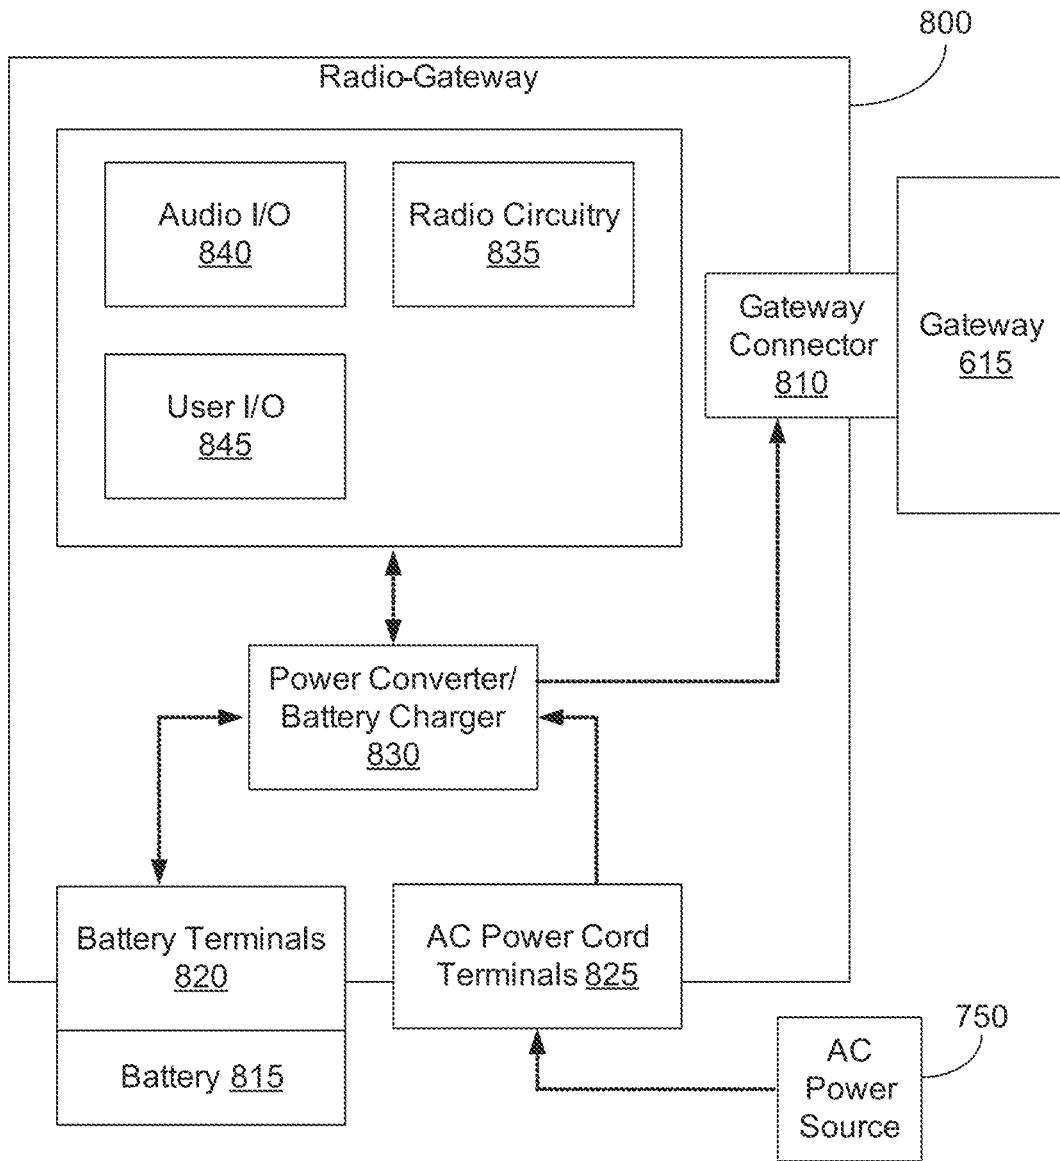 800
Radio-Gateway
Audio I/O
840
Radio Circuitry
835
User I/O
845
Gateway
Connector
810
Gateway
615
Power Converter/
Battery Charger
830
Battery Terminals
820
AC Power Cord
Terminals 825
Battery 815
750
AC
Power
Source